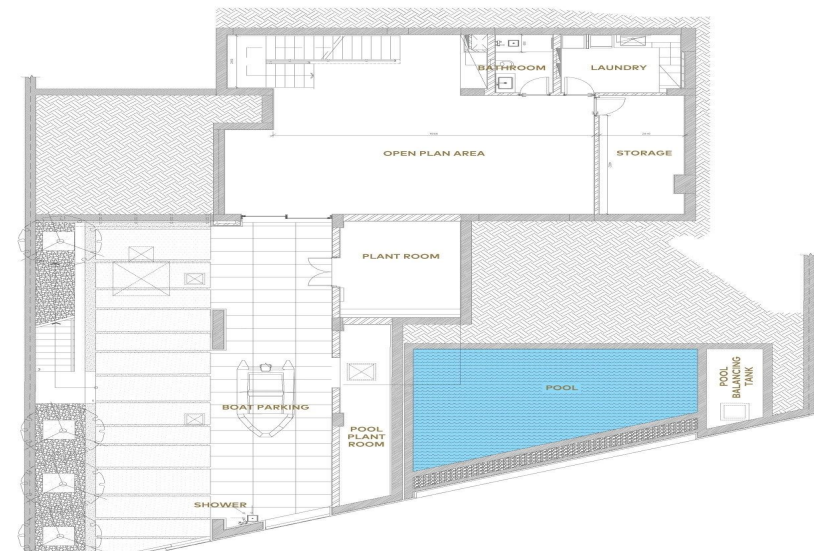 BATHROOM
LAUNDRY
OPEN PLAN AREA
STORAGE
PLANT ROOM
POOL
POOL
BALANCING
TANK
BOAT PARKING
POOL
PLANT
ROOM
SHOWER